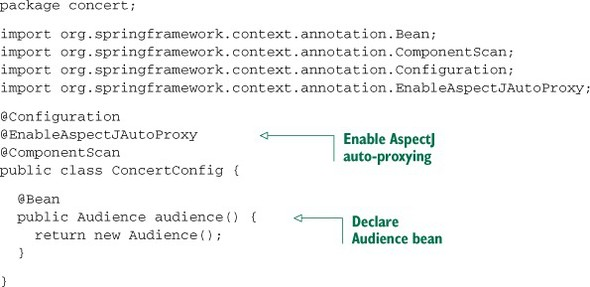 package concert;
import org.springframework.context.annotation.Bean;
import org.springframework.context.annotation.ComponentScan;
import org.springframework.context.annotation.Configuration;
import org.springframework.context.annotation.EnableAspectJAutoProxy;
@Configuration
@EnableAspectJAutoProxy
Enable AspectJ
auto-proxying
@ComponentScan
public class ConcertConfig {
@Bean
public Audience audience() {
Declare
Audience bean
return new Audience();
}
}